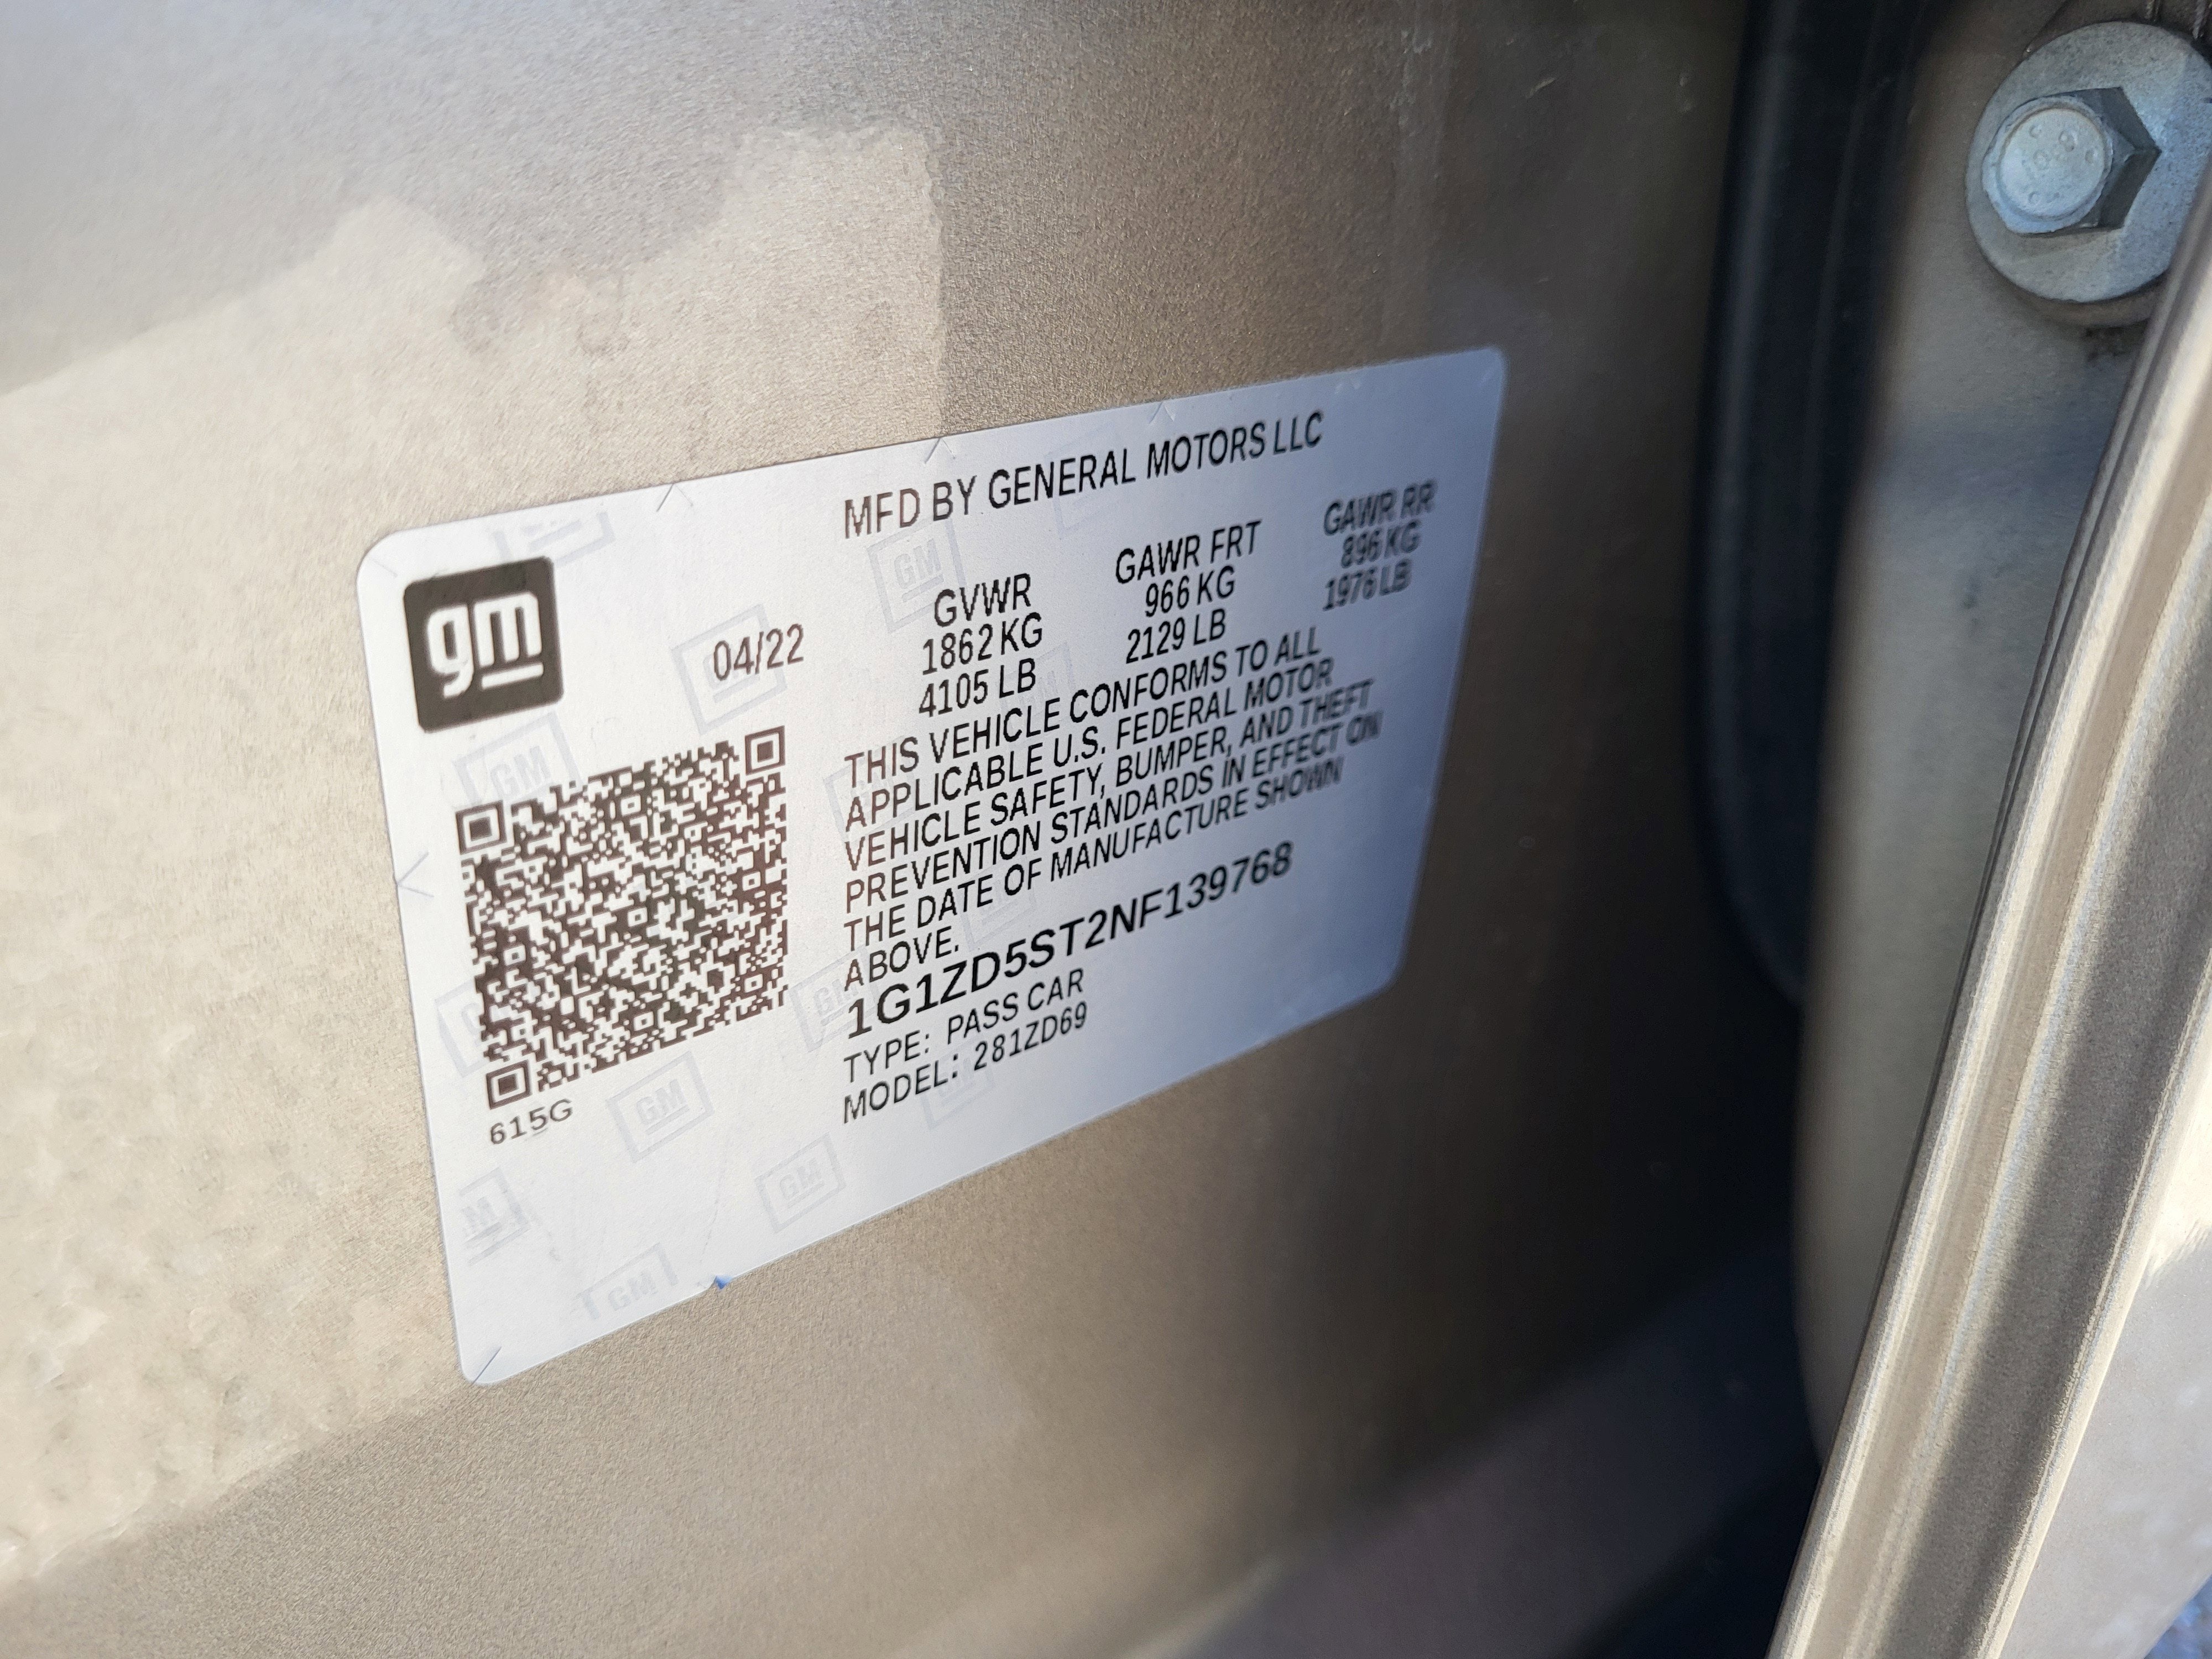 MFD BY GENERAL MOTORS LLC
gm
04/22
GVWR GAWR FRT GAWR RR
1862 KG 966 KG 896 KG
4105 LB 2129 LB 1976 LB
THIS VEHICLE CONFORMS TO ALL
APPLICABLE U.S. FEDERAL MOTOR
VEHICLE SAFETY, BUMPER, AND THEFT
PREVENTION STANDARDS IN EFFECT ON
THE DATE OF MANUFACTURE SHOWN
ABOVE.
1G1ZD5ST2NF139768
TYPE: PASS CAR
MODEL: 281ZD69
615G